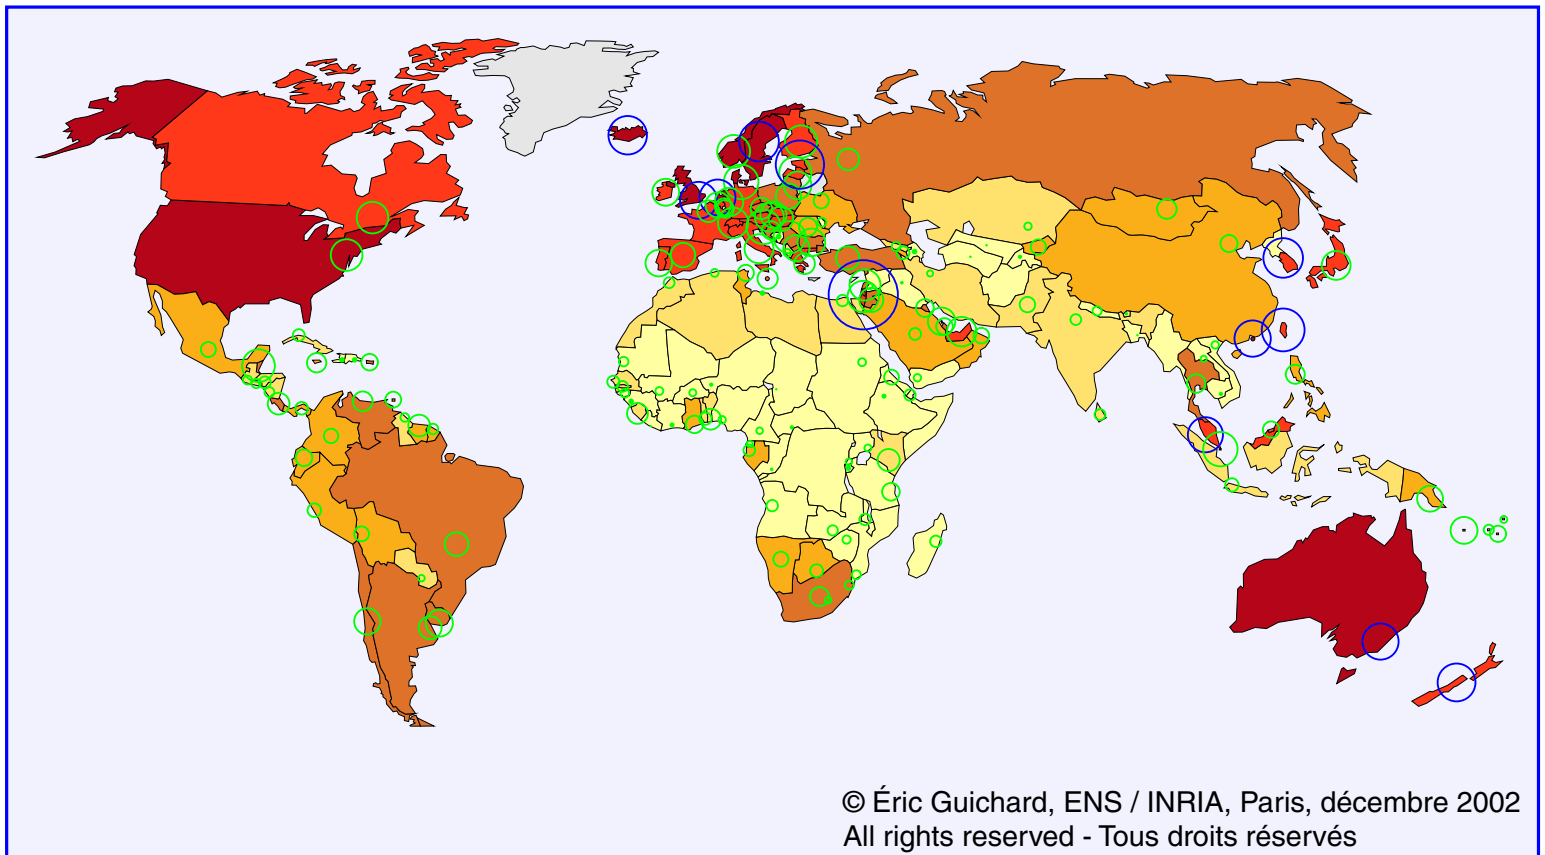 © Éric Guichard, ENS / INRIA, Paris, décembre 2002
All rights reserved - Tous droits réservés